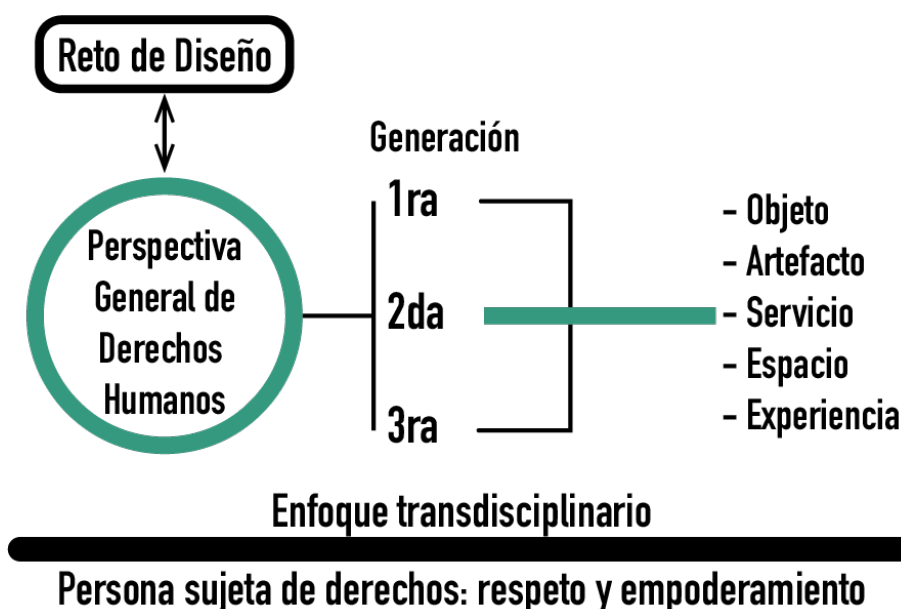 Reto de Diseño
Perspectiva
General de
Derechos
Humanos
Generación
1ra
2da
3ra
- Objeto
- Artefacto
- Servicio
- Espacio
- Experiencia
Enfoque transdisciplinario
Persona sujeta de derechos: respeto y empoderamiento